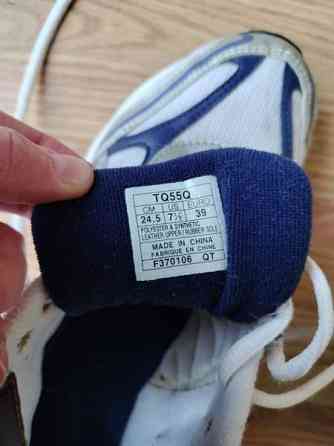 TQ55Q
CM US EURO
24.5 7½ 39
POLYESTER & SYNTHETIC
LEATHER UPPER / RUBBER SOLE
MADE IN CHINA
FABRIQUE EN CHINE
F370106 QT